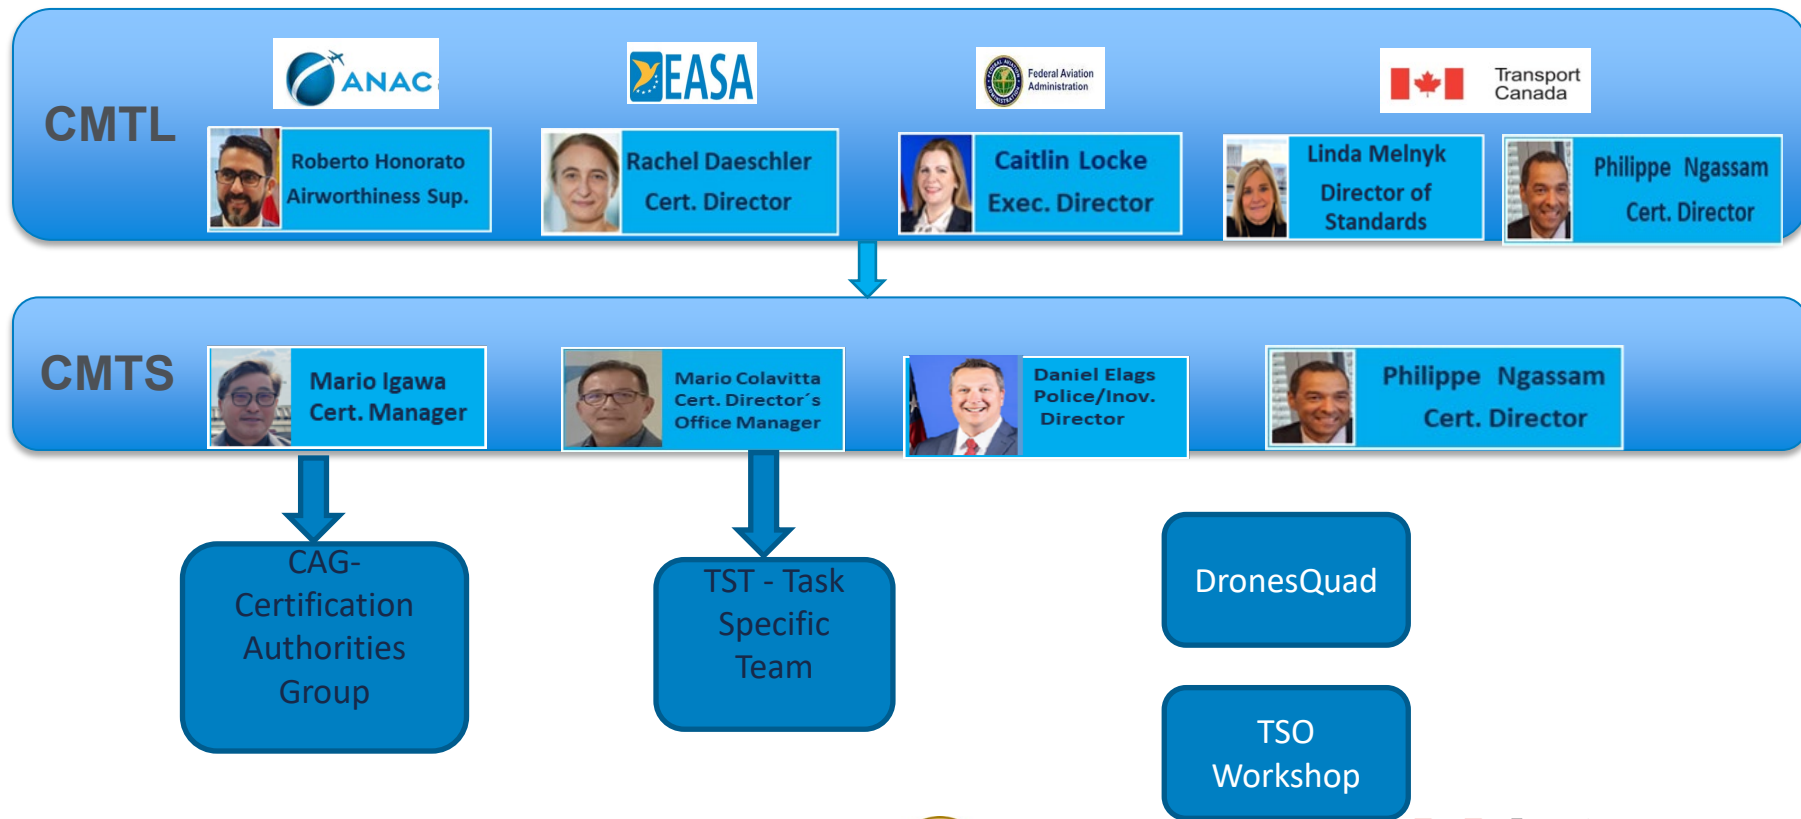 ANAC
EASA
Federal Aviation
Administration
Transport
Canada
CMTL
Roberto Honorato
Airworthiness Sup.
Rachel Daeschler
Cert. Director
Caitlin Locke
Exec. Director
Linda Melnyk
Director of
Standards
Philippe Ngassam
Cert. Director
CMTS
Mario Igawa
Cert. Manager
Mario Colavitta
Cert. Director´s
Office Manager
Daniel Elags
Police/Inov.
Director
Philippe Ngassam
Cert. Director
CAG-
Certification
Authorities
Group
TST - Task
Specific
Team
DronesQuad
TSO
Workshop